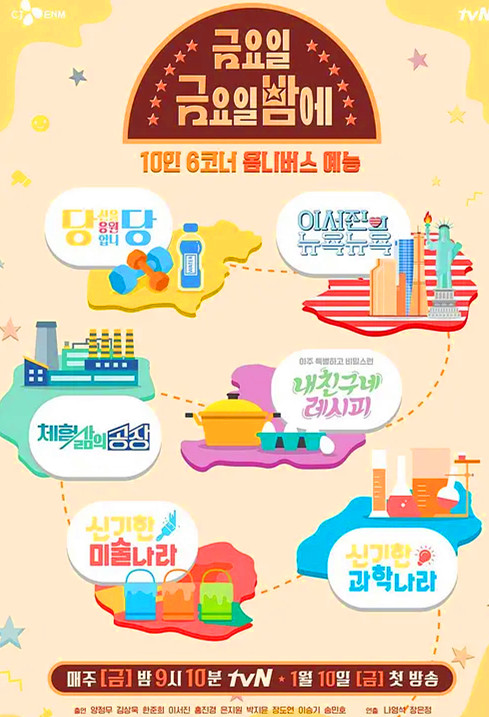 CJ ENM
tvN
금요일
금요일밤에
10인 6코너 옴니버스 예능
당신을
응원
입니
당
당
이서진의
뉴욕뉴욕
아주 특별하고 비밀스런
내친구네
레시피
체험 삶의 공장
신기한
미술나라
신기한
과학나라
매주 [금] 밤 9시 10분 tvN ★ 1월 10일 [금] 첫 방송
출연 양정무 김상욱 한준희 이서진 홍진경 은지원 박지윤 장도연 이승기 송민호 연출 나영석 장은정